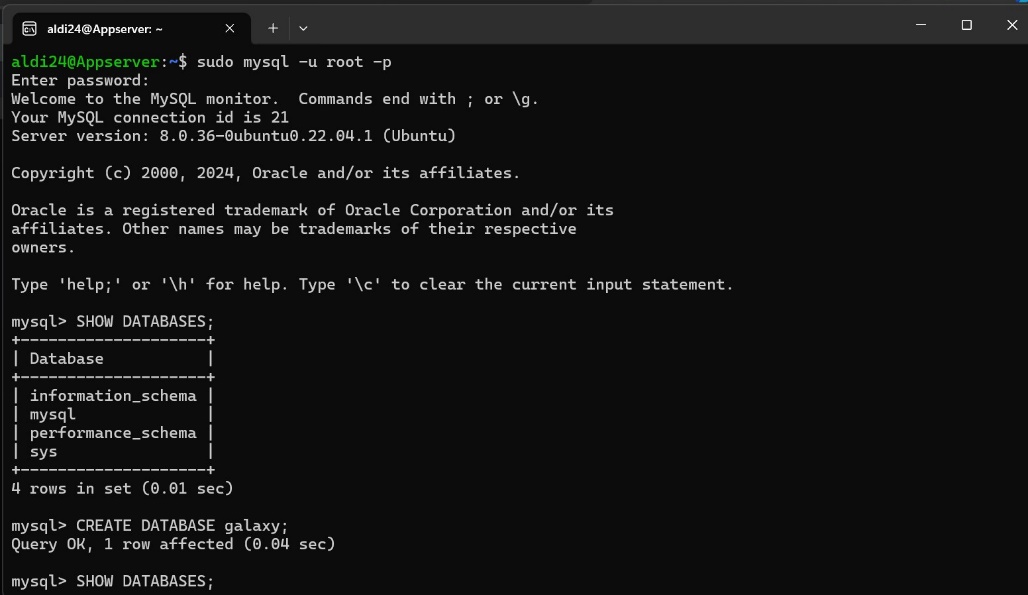 aldi24@Appserver: ~
aldi24@Appserver:~$ sudo mysql -u root -p
Enter password:
Welcome to the MySQL monitor.  Commands end with ; or \g.
Your MySQL connection id is 21
Server version: 8.0.36-0ubuntu0.22.04.1 (Ubuntu)
Copyright (c) 2000, 2024, Oracle and/or its affiliates.
Oracle is a registered trademark of Oracle Corporation and/or its
affiliates. Other names may be trademarks of their respective
owners.
Type 'help;' or '\h' for help. Type '\c' to clear the current input statement.
mysql> SHOW DATABASES;
+--------------------+
| Database           |
+--------------------+
| information_schema |
| mysql              |
| performance_schema |
| sys                |
+--------------------+
4 rows in set (0.01 sec)
mysql> CREATE DATABASE galaxy;
Query OK, 1 row affected (0.04 sec)
mysql> SHOW DATABASES;